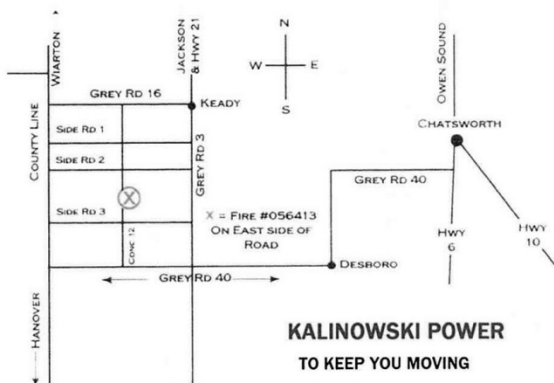 WIARTON
COUNTY LINE
HANOVER
JACKSON
& HWY 21
GREY RD 16
KEADY
SIDE RD 1
SIDE RD 2
SIDE RD 3
GREY RD 3
CONC 12
X
X = FIRE #056413
ON EAST SIDE OF
ROAD
GREY RD 40
N
W
E
S
OWEN SOUND
CHATSWORTH
GREY RD 40
DESBORO
HWY
6
HWY
10
KALINOWSKI POWER
TO KEEP YOU MOVING